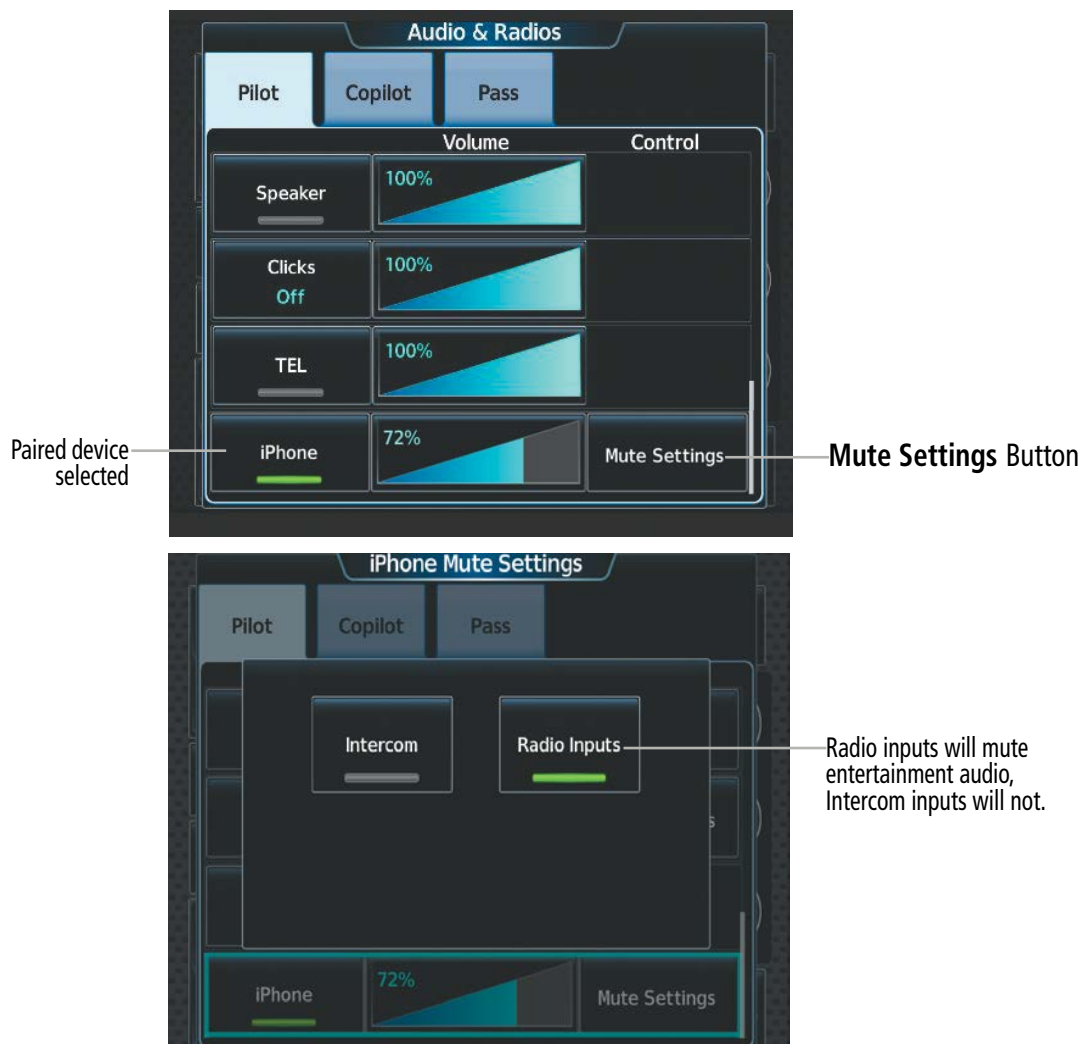 Audio & Radios
Pilot Copilot Pass
Volume Control
Speaker 100%
Clicks
Off
100%
TEL 100%
Paired device
selected
iPhone 72% Mute Settings
Mute Settings Button
iPhone Mute Settings
Pilot Copilot Pass
Intercom Radio Inputs
Radio inputs will mute
entertainment audio,
Intercom inputs will not.
s
iPhone 72% Mute Settings